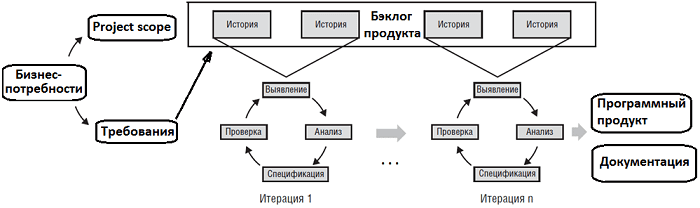 Project scope
Бизнес-
потребности
Требования
История
История
Бэклог
продукта
История
История
Выявление
Проверка
Анализ
Спецификация
Итерация 1
...
Выявление
Проверка
Анализ
Спецификация
Итерация n
Программный
продукт
Документация